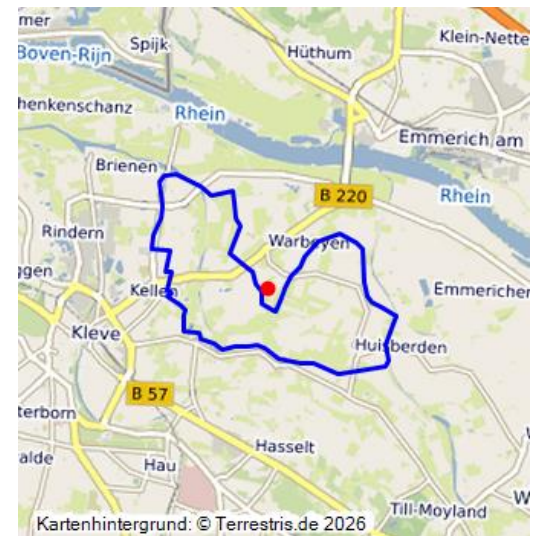 mer
Spijk
Hüthum
Klein-Nette
Boven-Rijn
henkenschanz
Rhein
Emmerich am
Brienen
B 220
Rhein
Rindern
Warbeyen
ggen
Kellen
Emmericher
Kleve
Huisberden
B 57
terborn
Hasselt
alde
Hau
W
Till-Moyland
Kartenhintergrund: © Terrestris.de 2026